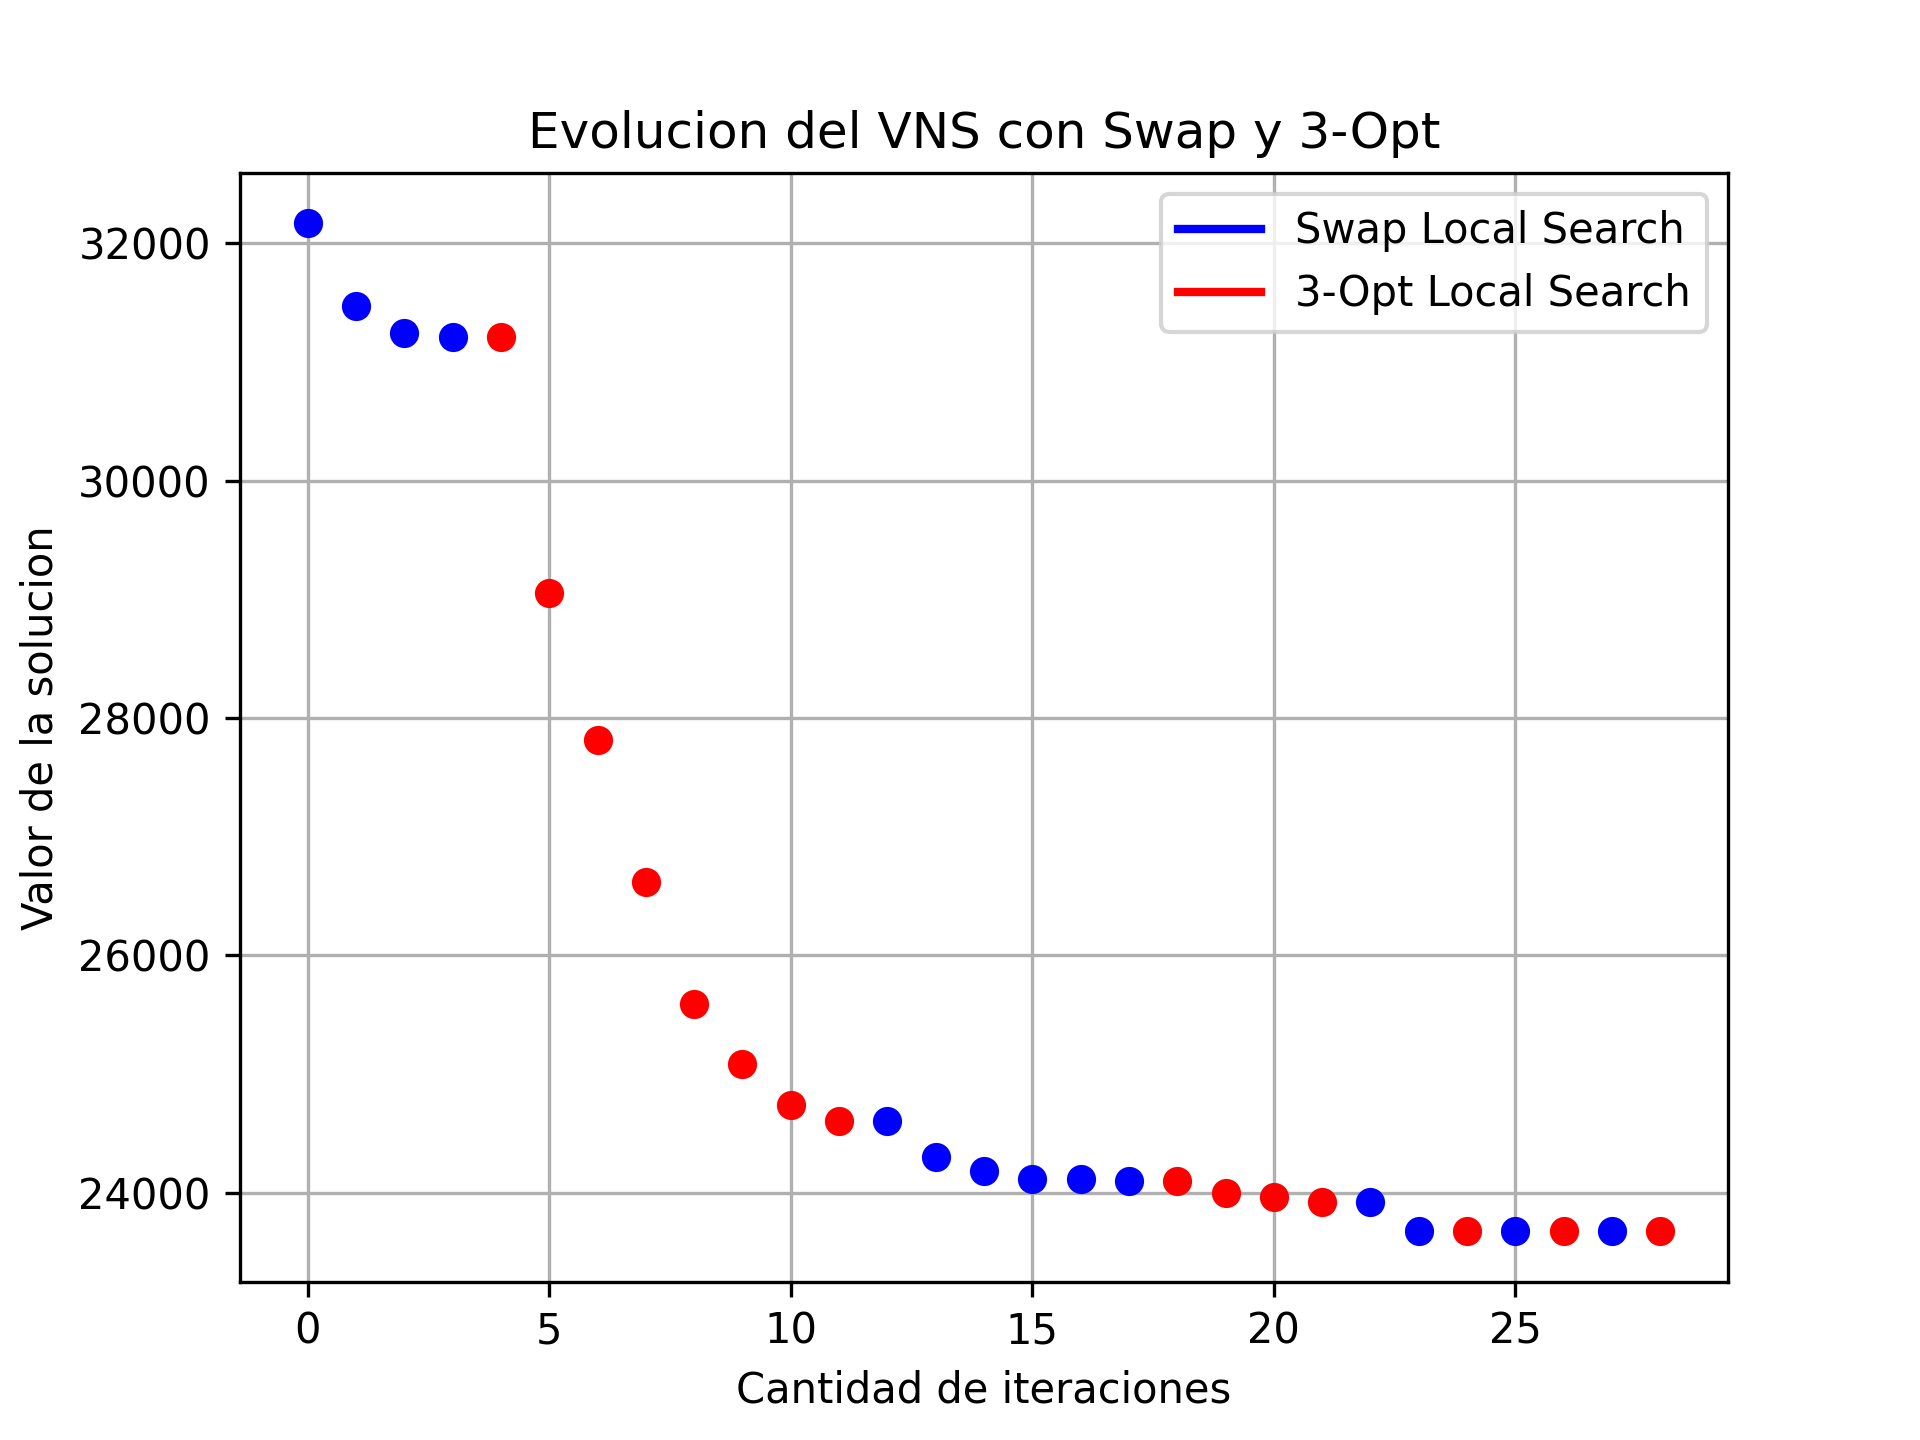 Evolucion del VNS con Swap y 3-Opt
Swap Local Search
3-Opt Local Search
Valor de la solucion
32000
30000
28000
26000
24000
0 5 10 15 20 25
Cantidad de iteraciones